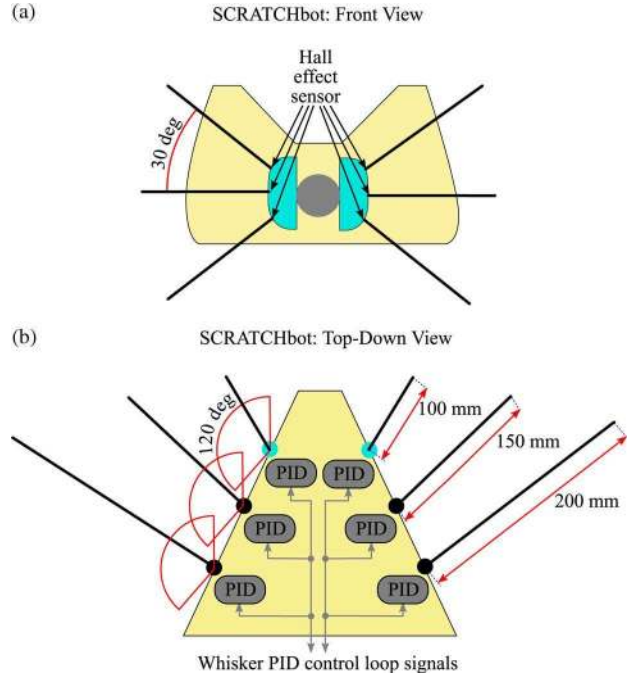 (a)
SCRATCHbot: Front View
Hall
effect
sensor
30 deg
(b)
SCRATCHbot: Top-Down View
120 deg
100 mm
150 mm
200 mm
PID
PID
PID
PID
PID
PID
Whisker PID control loop signals